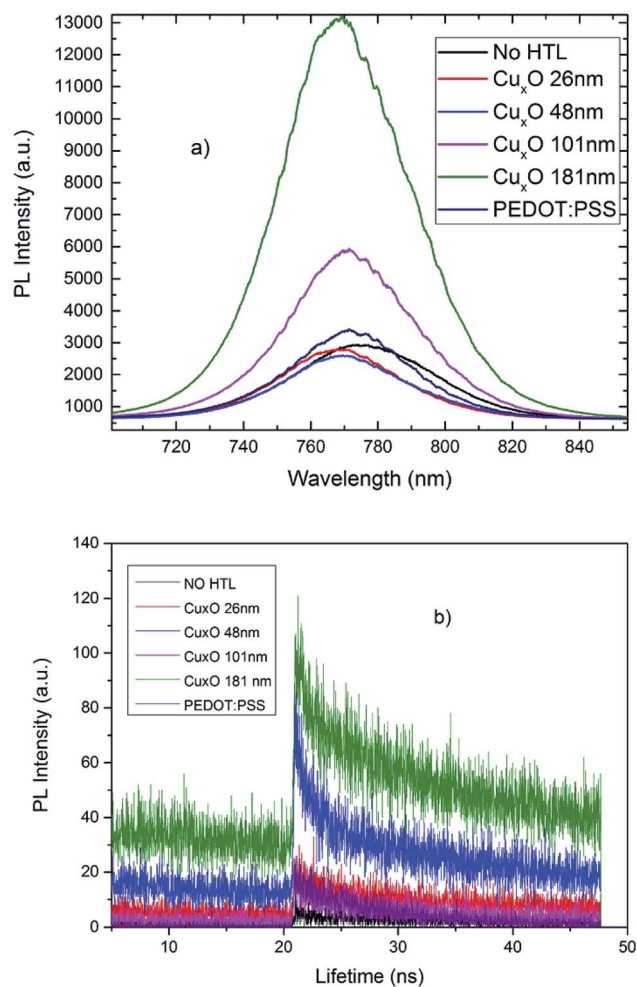 13000
12000
11000
10000
9000
8000
7000
6000
5000
4000
3000
2000
1000
PL Intensity (a.u.)
a)
No HTL
CuₓO 26nm
CuₓO 48nm
CuₓO 101nm
CuₓO 181nm
PEDOT:PSS
720 740 760 780 800 820 840
Wavelength (nm)
140
120
100
80
60
40
20
0
PL Intensity (a.u.)
NO HTL
CuxO 26nm
CuxO 48nm
CuxO 101nm
CuxO 181 nm
PEDOT:PSS
b)
10 20 30 40 50
Lifetime (ns)